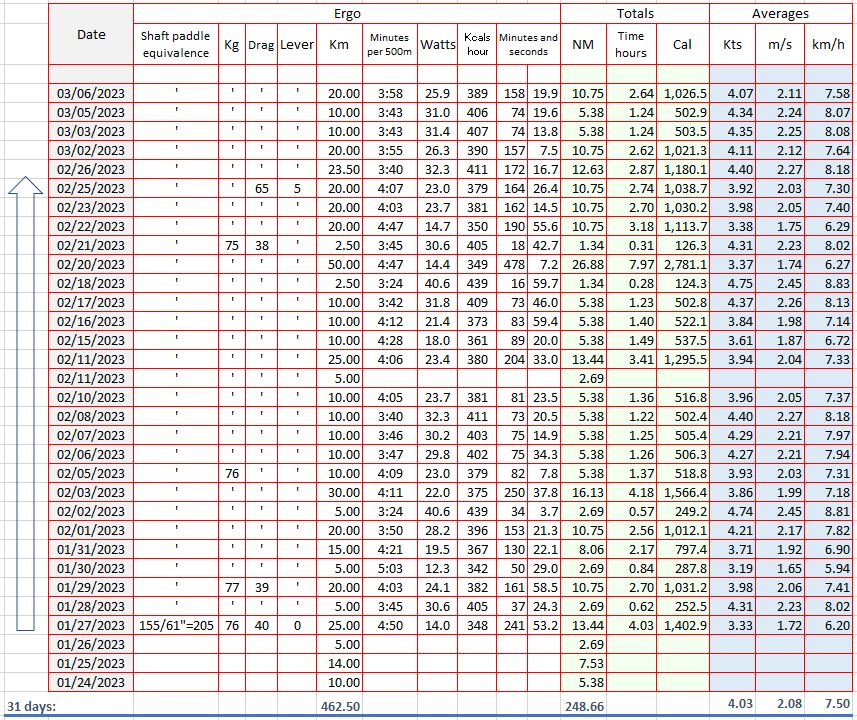 Ergo Totals Averages
Date Shaft paddle equivalence Kg Drag Lever Km Minutes per 500m Watts Kcals hour Minutes and seconds NM Time hours Cal Kts m/s km/h
03/06/2023 ' ' ' ' 20.00 3:58 25.9 389 158 19.9 10.75 2.64 1,026.5 4.07 2.11 7.58
03/05/2023 ' ' ' ' 10.00 3:43 31.0 406 74 19.6 5.38 1.24 502.9 4.34 2.24 8.07
03/03/2023 ' ' ' ' 10.00 3:43 31.4 407 74 13.8 5.38 1.24 503.5 4.35 2.25 8.08
03/02/2023 ' ' ' ' 20.00 3:55 26.3 390 157 7.5 10.75 2.62 1,021.3 4.11 2.12 7.64
02/26/2023 ' ' ' ' 23.50 3:40 32.3 411 172 16.7 12.63 2.87 1,180.1 4.40 2.27 8.18
02/25/2023 ' ' 65 5 20.00 4:07 23.0 379 164 26.4 10.75 2.74 1,038.7 3.92 2.03 7.30
02/23/2023 ' ' ' ' 20.00 4:03 23.7 381 162 14.5 10.75 2.70 1,030.2 3.98 2.05 7.40
02/22/2023 ' ' ' ' 20.00 4:47 14.7 350 190 55.6 10.75 3.18 1,113.7 3.38 1.75 6.29
02/21/2023 ' 75 38 ' 2.50 3:45 30.6 405 18 42.7 1.34 0.31 126.3 4.31 2.23 8.02
02/20/2023 ' ' ' ' 50.00 4:47 14.4 349 478 7.2 26.88 7.97 2,781.1 3.37 1.74 6.27
02/18/2023 ' ' ' ' 2.50 3:24 40.6 439 16 59.7 1.34 0.28 124.3 4.75 2.45 8.83
02/17/2023 ' ' ' ' 10.00 3:42 31.8 409 73 46.0 5.38 1.23 502.8 4.37 2.26 8.13
02/16/2023 ' ' ' ' 10.00 4:12 21.4 373 83 59.4 5.38 1.40 522.1 3.84 1.98 7.14
02/15/2023 ' ' ' ' 10.00 4:28 18.0 361 89 20.0 5.38 1.49 537.5 3.61 1.87 6.72
02/11/2023 ' ' ' ' 25.00 4:06 23.4 380 204 33.0 13.44 3.41 1,295.5 3.94 2.04 7.33
02/11/2023 ' ' ' ' 5.00 2.69
02/10/2023 ' ' ' ' 10.00 4:05 23.7 381 81 23.5 5.38 1.36 516.8 3.96 2.05 7.37
02/08/2023 ' ' ' ' 10.00 3:40 32.3 411 73 20.5 5.38 1.22 502.4 4.40 2.27 8.18
02/07/2023 ' ' ' ' 10.00 3:46 30.2 403 75 14.9 5.38 1.25 505.4 4.29 2.21 7.97
02/06/2023 ' ' ' ' 10.00 3:47 29.8 402 75 34.3 5.38 1.26 506.3 4.27 2.21 7.94
02/05/2023 ' 76 ' ' 10.00 4:09 23.0 379 82 7.8 5.38 1.37 518.8 3.93 2.03 7.31
02/03/2023 ' ' ' ' 30.00 4:11 22.0 375 250 37.8 16.13 4.18 1,566.4 3.86 1.99 7.18
02/02/2023 ' ' ' ' 5.00 3:24 40.6 439 34 3.7 2.69 0.57 249.2 4.74 2.45 8.81
02/01/2023 ' ' ' ' 20.00 3:50 28.2 396 153 21.3 10.75 2.56 1,012.1 4.21 2.17 7.82
01/31/2023 ' ' ' ' 15.00 4:21 19.5 367 130 22.1 8.06 2.17 797.4 3.71 1.92 6.90
01/30/2023 ' ' ' ' 5.00 5:03 12.3 342 50 29.0 2.69 0.84 287.8 3.19 1.65 5.94
01/29/2023 ' 77 39 ' 20.00 4:03 24.1 382 161 58.5 10.75 2.70 1,031.2 3.98 2.06 7.41
01/28/2023 ' ' ' ' 5.00 3:45 30.6 405 37 24.3 2.69 0.62 252.5 4.31 2.23 8.02
01/27/2023 155/61"=205 76 40 0 25.00 4:50 14.0 348 241 53.2 13.44 4.03 1,402.9 3.33 1.72 6.20
01/26/2023 5.00 2.69
01/25/2023 14.00 7.53
01/24/2023 10.00 5.38
31 days: 462.50 248.66 4.03 2.08 7.50